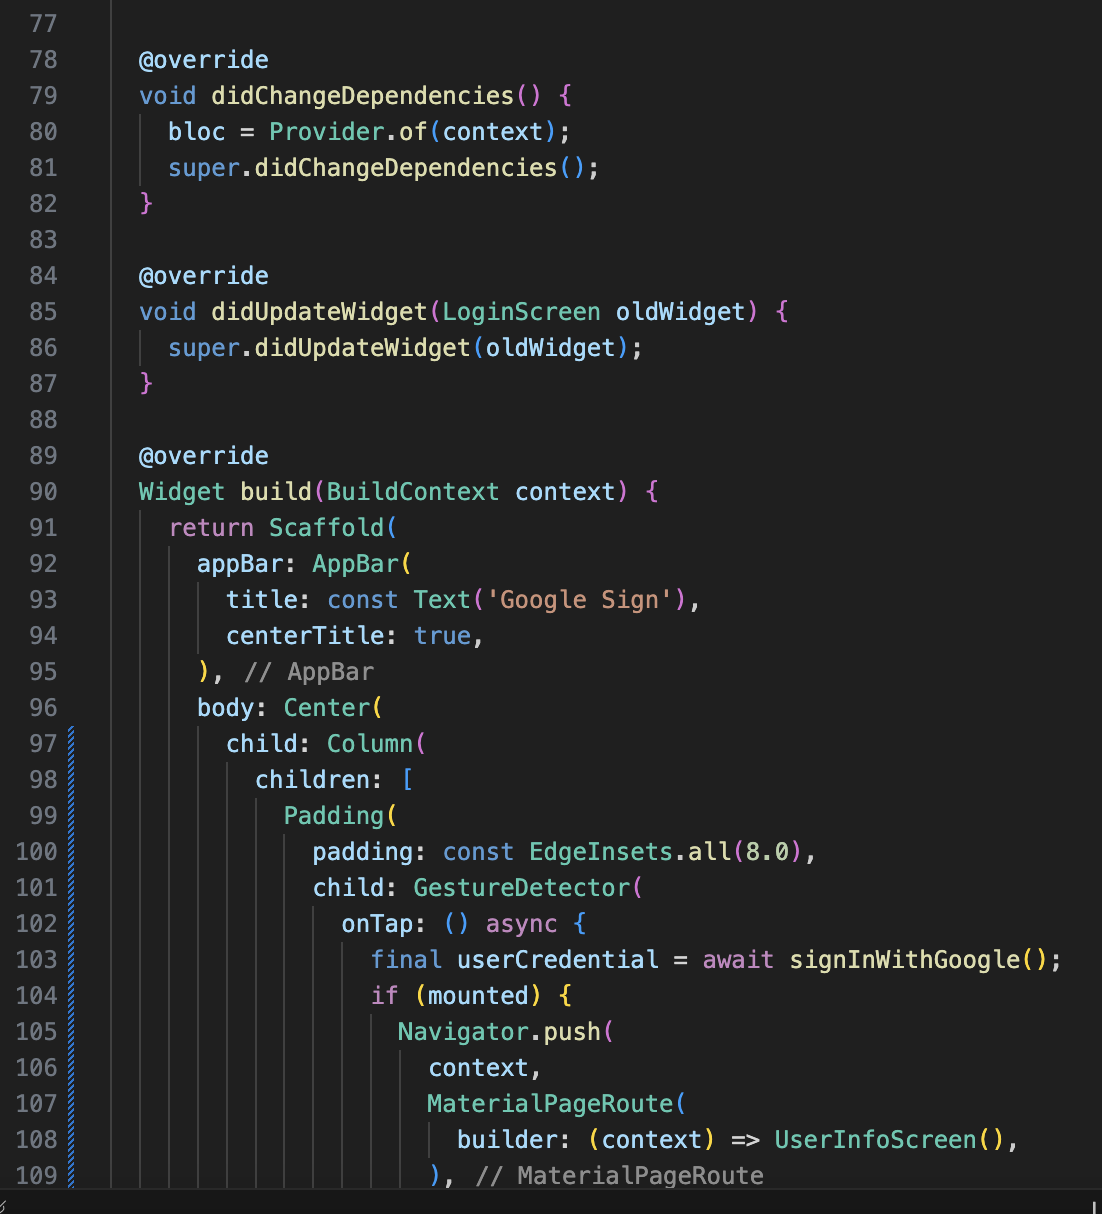 77
78 @override
79 void didChangeDependencies() {
80 bloc = Provider.of(context);
81 super.didChangeDependencies();
82 }
83
84 @override
85 void didUpdateWidget(LoginScreen oldWidget) {
86 super.didUpdateWidget(oldWidget);
87 }
88
89 @override
90 Widget build(BuildContext context) {
91 return Scaffold(
92 appBar: AppBar(
93 title: const Text('Google Sign'),
94 centerTitle: true,
95 ), // AppBar
96 body: Center(
97 child: Column(
98 children: [
99 Padding(
100 padding: const EdgeInsets.all(8.0),
101 child: GestureDetector(
102 onTap: () async {
103 final userCredential = await signInWithGoogle();
104 if (mounted) {
105 Navigator.push(
106 context,
107 MaterialPageRoute(
108 builder: (context) => UserInfoScreen(),
109 ), // MaterialPageRoute